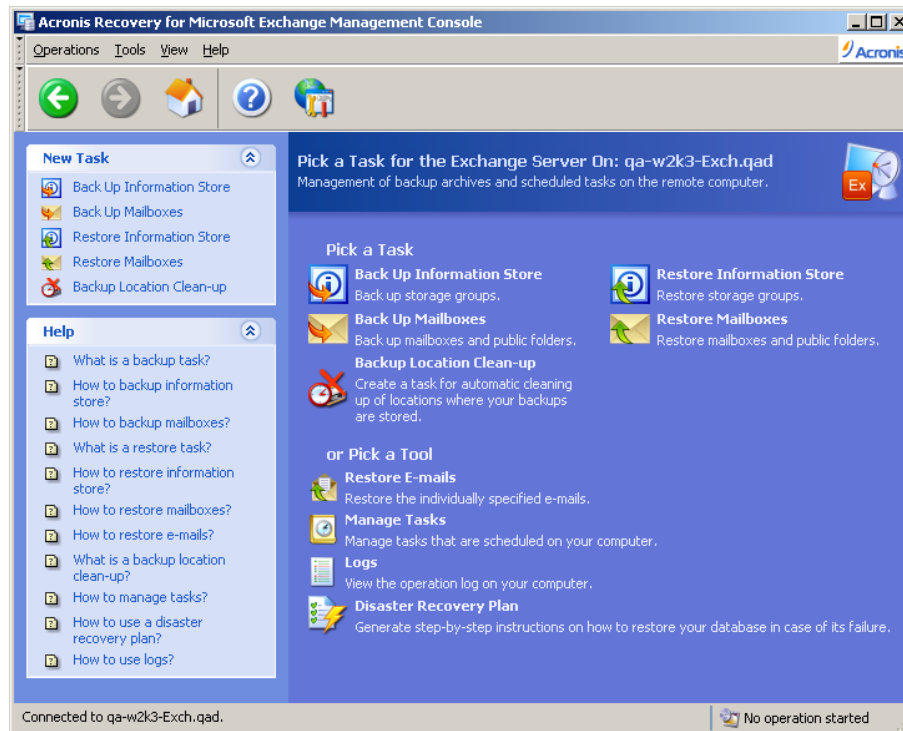 Acronis Recovery for Microsoft Exchange Management Console
Operations Tools View Help
Acronis
New Task
Back Up Information Store
Back Up Mailboxes
Restore Information Store
Restore Mailboxes
Backup Location Clean-up
Help
What is a backup task?
How to backup information
store?
How to backup mailboxes?
What is a restore task?
How to restore information
store?
How to restore mailboxes?
How to restore e-mails?
What is a backup location
clean-up?
How to manage tasks?
How to use a disaster
recovery plan?
How to use logs?
Pick a Task for the Exchange Server On: qa-w2k3-Exch.qad
Management of backup archives and scheduled tasks on the remote computer.
Ex
Pick a Task
Back Up Information Store
Back up storage groups.
Restore Information Store
Restore storage groups.
Back Up Mailboxes
Back up mailboxes and public folders.
Restore Mailboxes
Restore mailboxes and public folders.
Backup Location Clean-up
Create a task for automatic cleaning
up of locations where your backups
are stored.
or Pick a Tool
Restore E-mails
Restore the individually specified e-mails.
Manage Tasks
Manage tasks that are scheduled on your computer.
Logs
View the operation log on your computer.
Disaster Recovery Plan
Generate step-by-step instructions on how to restore your database in case of its failure.
Connected to qa-w2k3-Exch.qad.
No operation started